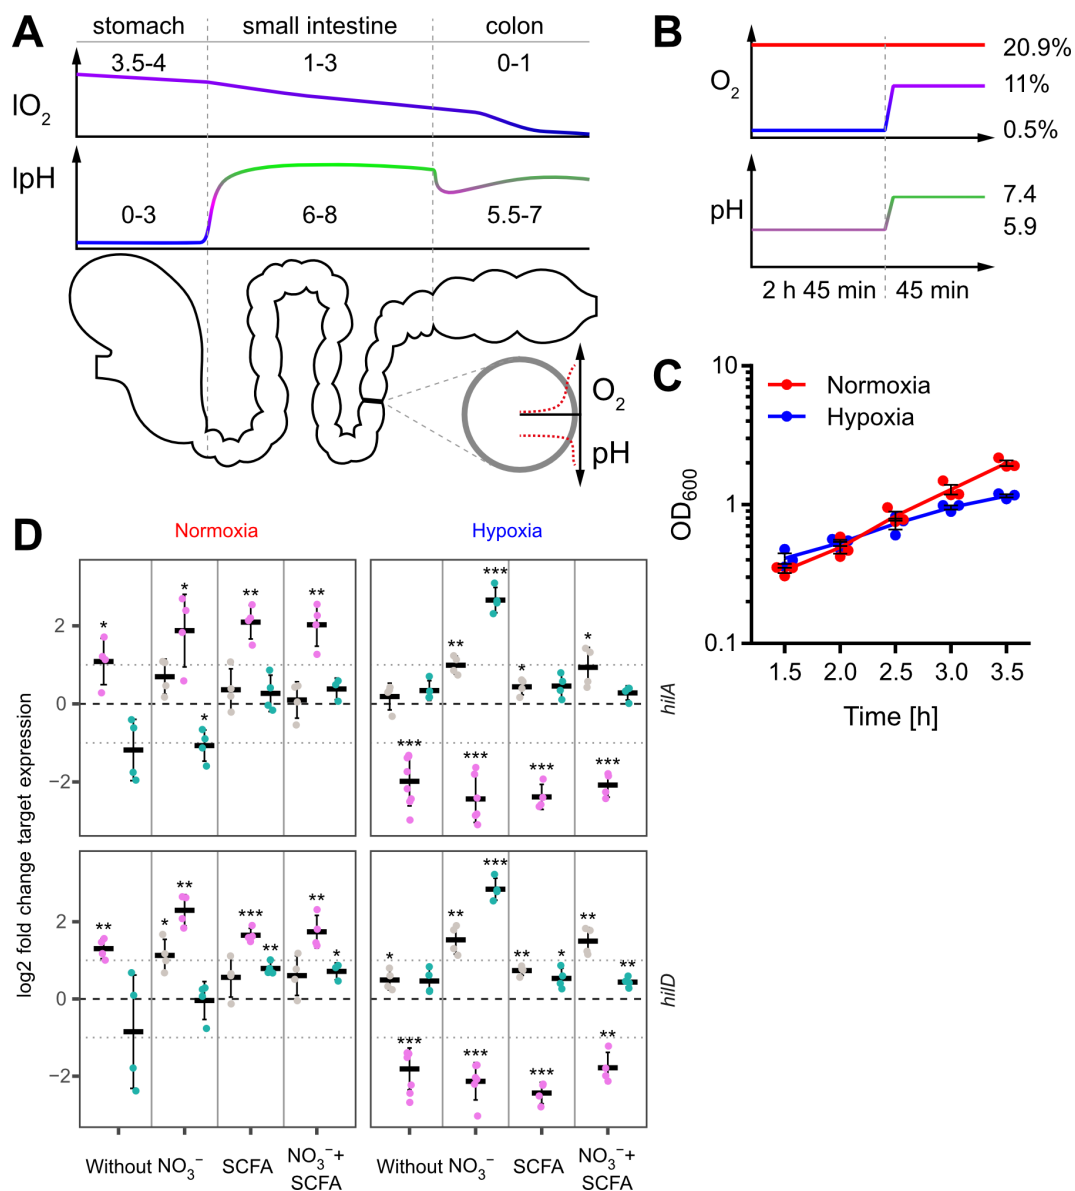 A
stomach
small intestine
colon
3.5-4
1-3
0-1
lO2
lpH
0-3
6-8
5.5-7
O2
pH
B
O2
20.9%
11%
0.5%
pH
7.4
5.9
2 h 45 min
45 min
C
10
1
0.1
OD600
Normoxia
Hypoxia
1.5
2.0
2.5
3.0
3.5
Time [h]
D
Normoxia
Hypoxia
log2 fold change target expression
2
0
−2
*
*
**
**
*
***
**
***
*
*
***
***
***
***
hilA
2
0
−2
**
*
**
***
**
**
*
*
**
***
**
*
**
**
***
***
***
**
hilD
Without
NO3−
SCFA
NO3−+
SCFA
Without
NO3−
SCFA
NO3−+
SCFA